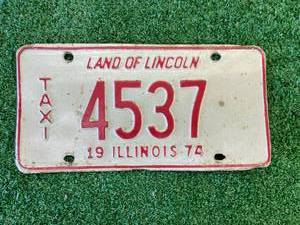 LAND OF LINCOLN
TAXI
4537
19 ILLINOIS 74